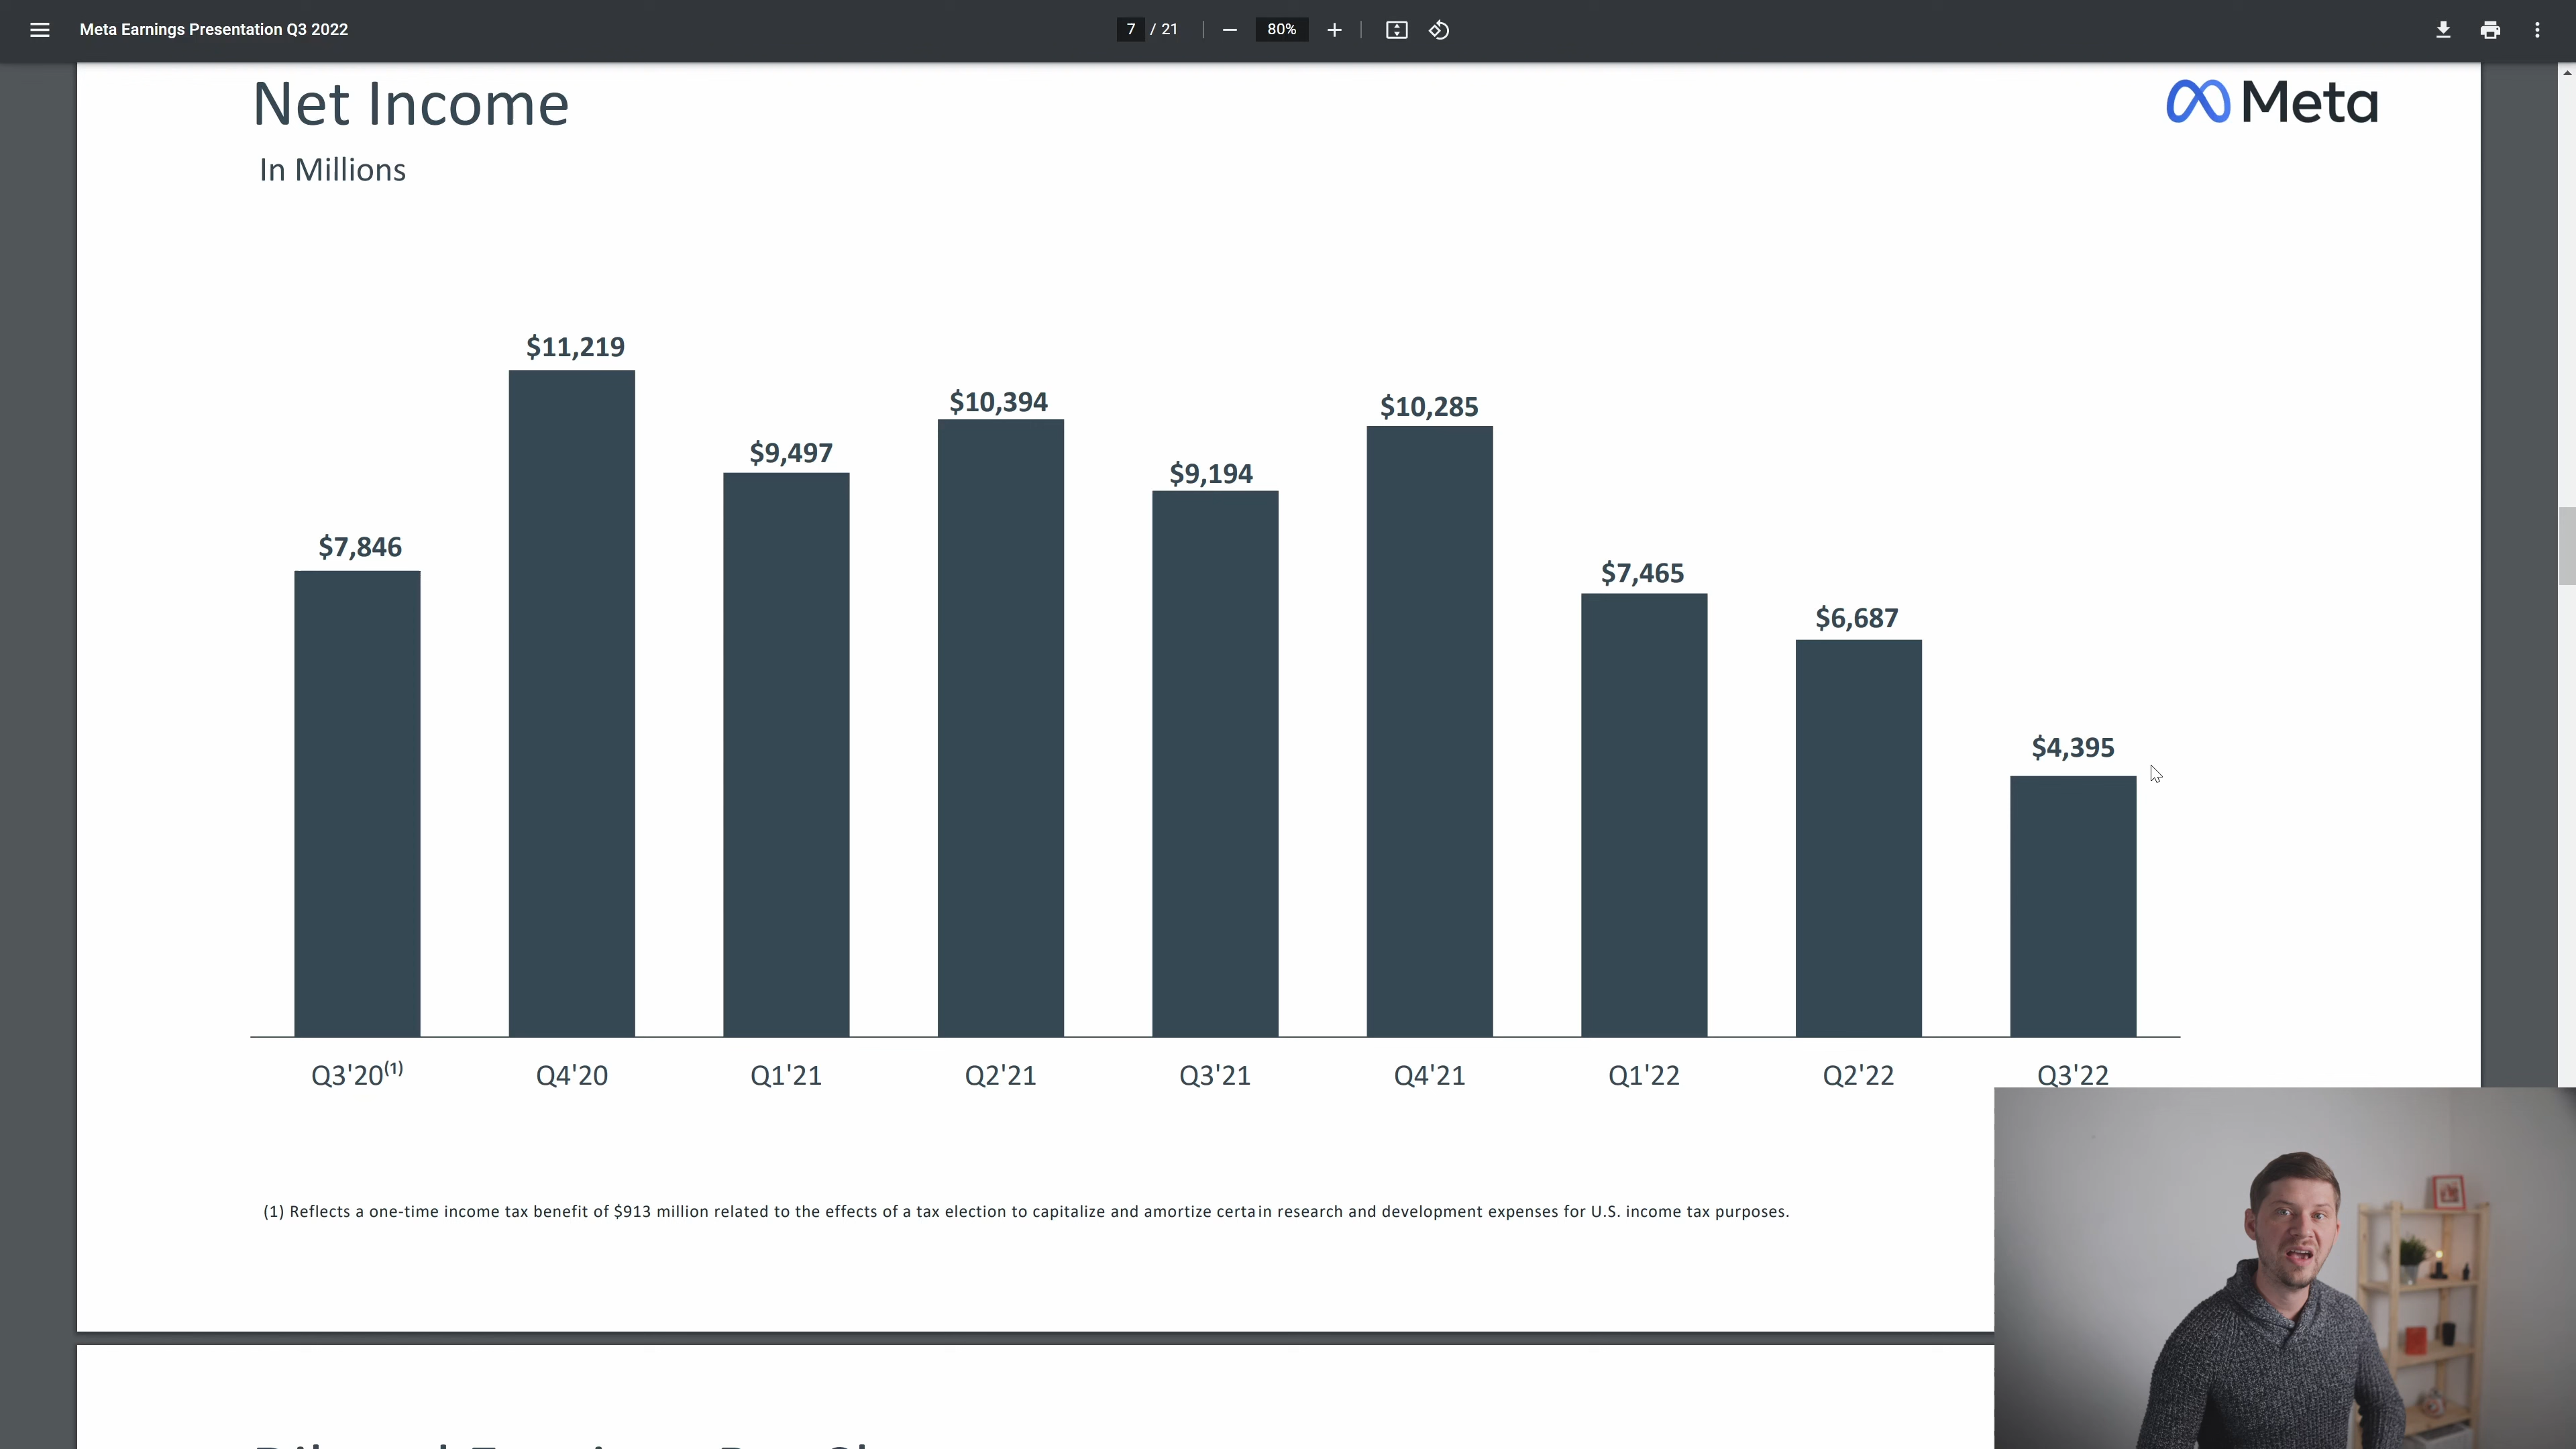 Meta Earnings Presentation Q3 2022
7 / 21
80%
Net Income
Meta
In Millions
$11,219
$10,394
$10,285
$9,497
$9,194
$7,846
$7,465
$6,687
$4,395
Q3'20(1) Q4'20 Q1'21 Q2'21 Q3'21 Q4'21 Q1'22 Q2'22 Q3'22
(1) Reflects a one-time income tax benefit of $913 million related to the effects of a tax election to capitalize and amortize certain research and development expenses for U.S. income tax purposes.